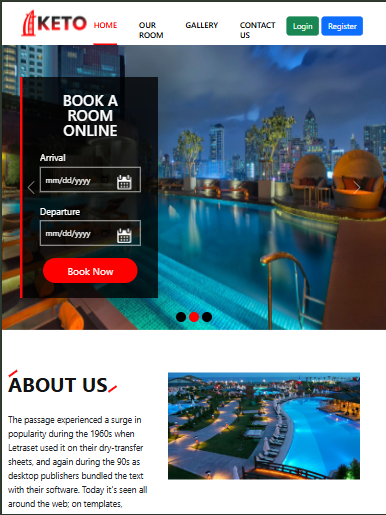 KETO
HOME
OUR
ROOM
GALLERY
CONTACT
US
Login
Register
BOOK A
ROOM
ONLINE
Arrival
mm/dd/yyyy
Departure
mm/dd/yyyy
Book Now
ABOUT US
The passage experienced a surge in
popularity during the 1960s when
Letraset used it on their dry-transfer
sheets, and again during the 90s as
desktop publishers bundled the text
with their software. Today it's seen all
around the web; on templates,